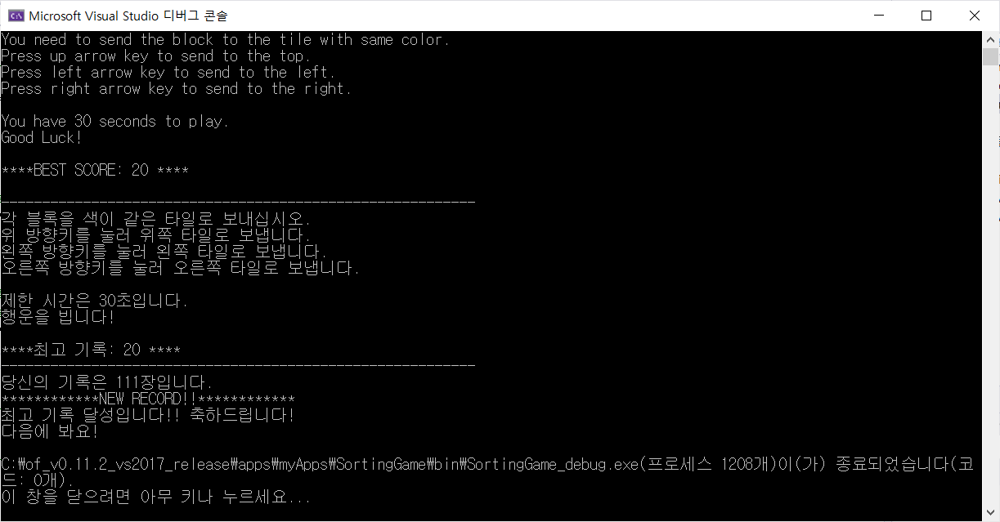 Microsoft Visual Studio 디버그 콘솔
You need to send the block to the tile with same color.
Press up arrow key to send to the top.
Press left arrow key to send to the left.
Press right arrow key to send to the right.
You have 30 seconds to play.
Good Luck!
****BEST SCORE: 20 ****
----------------------------------------------------------
각 블록을 색이 같은 타일로 보내십시오.
위 방향키를 눌러 위쪽 타일로 보냅니다.
왼쪽 방향키를 눌러 왼쪽 타일로 보냅니다.
오른쪽 방향키를 눌러 오른쪽 타일로 보냅니다.
제한 시간은 30초입니다.
행운을 빕니다!
****최고 기록: 20 ****
----------------------------------------------------------
당신의 기록은 111장입니다.
************NEW RECORD!!************
최고 기록 달성입니다!! 축하드립니다!
다음에 봐요!
C:\of_v0.11.2_vs2017_release\apps\myApps\SortingGame\bin\SortingGame_debug.exe(프로세스 1208개)이(가) 종료되었습니다(코
드: 0개).
이 창을 닫으려면 아무 키나 누르세요...